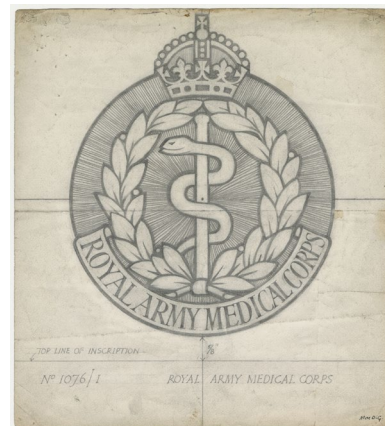 ROYAL ARMY MEDICAL CORPS
TOP LINE OF INSCRIPTION
Nº 1076/1 ROYAL ARMY MEDICAL CORPS